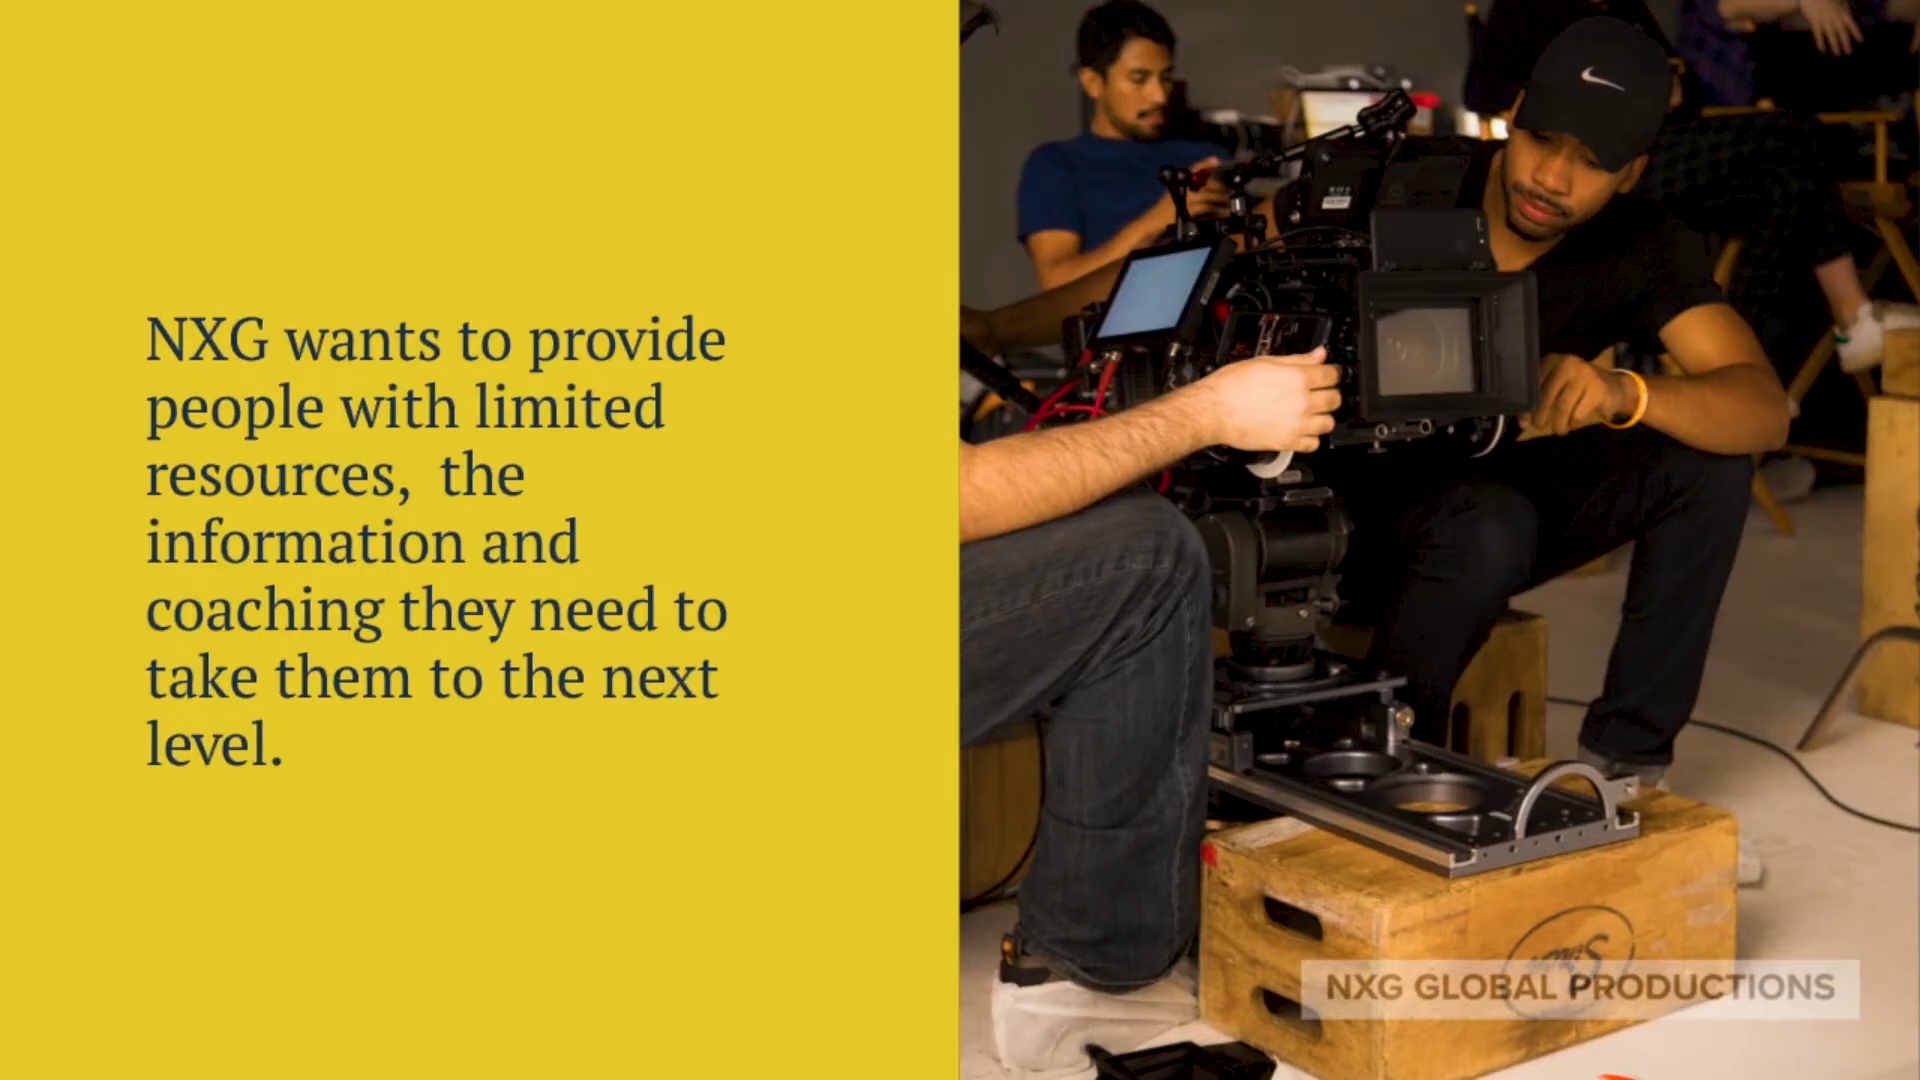 NXG wants to provide
people with limited
resources,  the
information and
coaching they need to
take them to the next
level.
NXG GLOBAL PRODUCTIONS